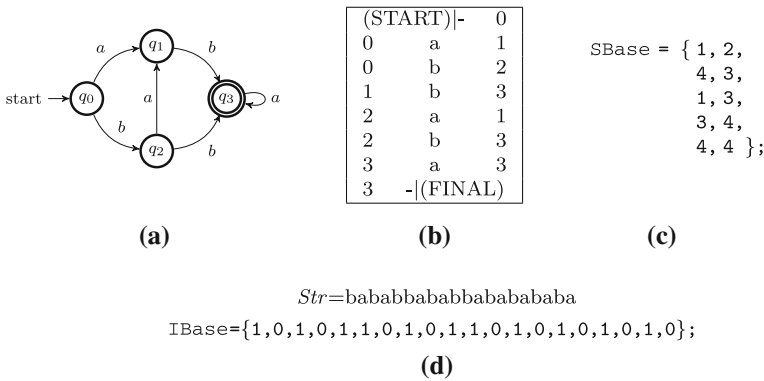 a
q1
b
start
q0
a
q3
a
b
q2
b
(START)|- 0
0 a 1
0 b 2
1 b 3
2 a 1
2 b 3
3 a 3
3 -|(FINAL)
SBase = { 1, 2,
4, 3,
1, 3,
3, 4,
4, 4 };
(a)
(b)
(c)
Str=bababbababbababababa
IBase={1,0,1,0,1,1,0,1,0,1,1,0,1,0,1,0,1,0,1,0};
(d)